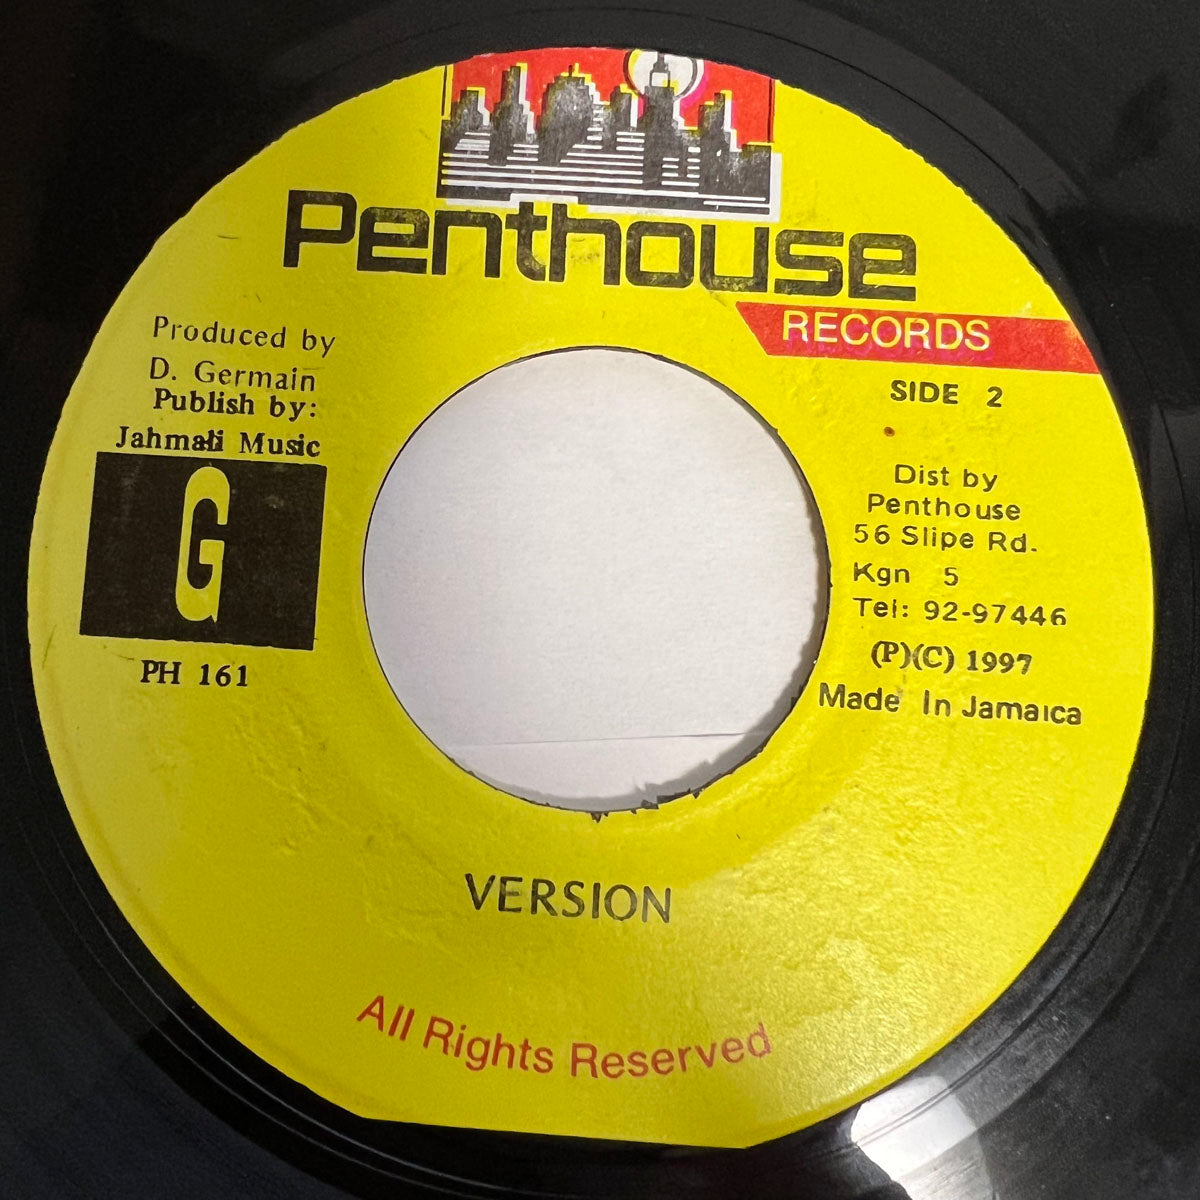 Penthouse
RECORDS
Produced by
D. Germain
Publish by:
Jahmali Music
G
PH 161
SIDE 2
Dist by
Penthouse
56 Slipe Rd.
Kgn 5
Tel: 92-97446
(P)(C) 1997
Made In Jamaica
VERSION
All Rights Reserved